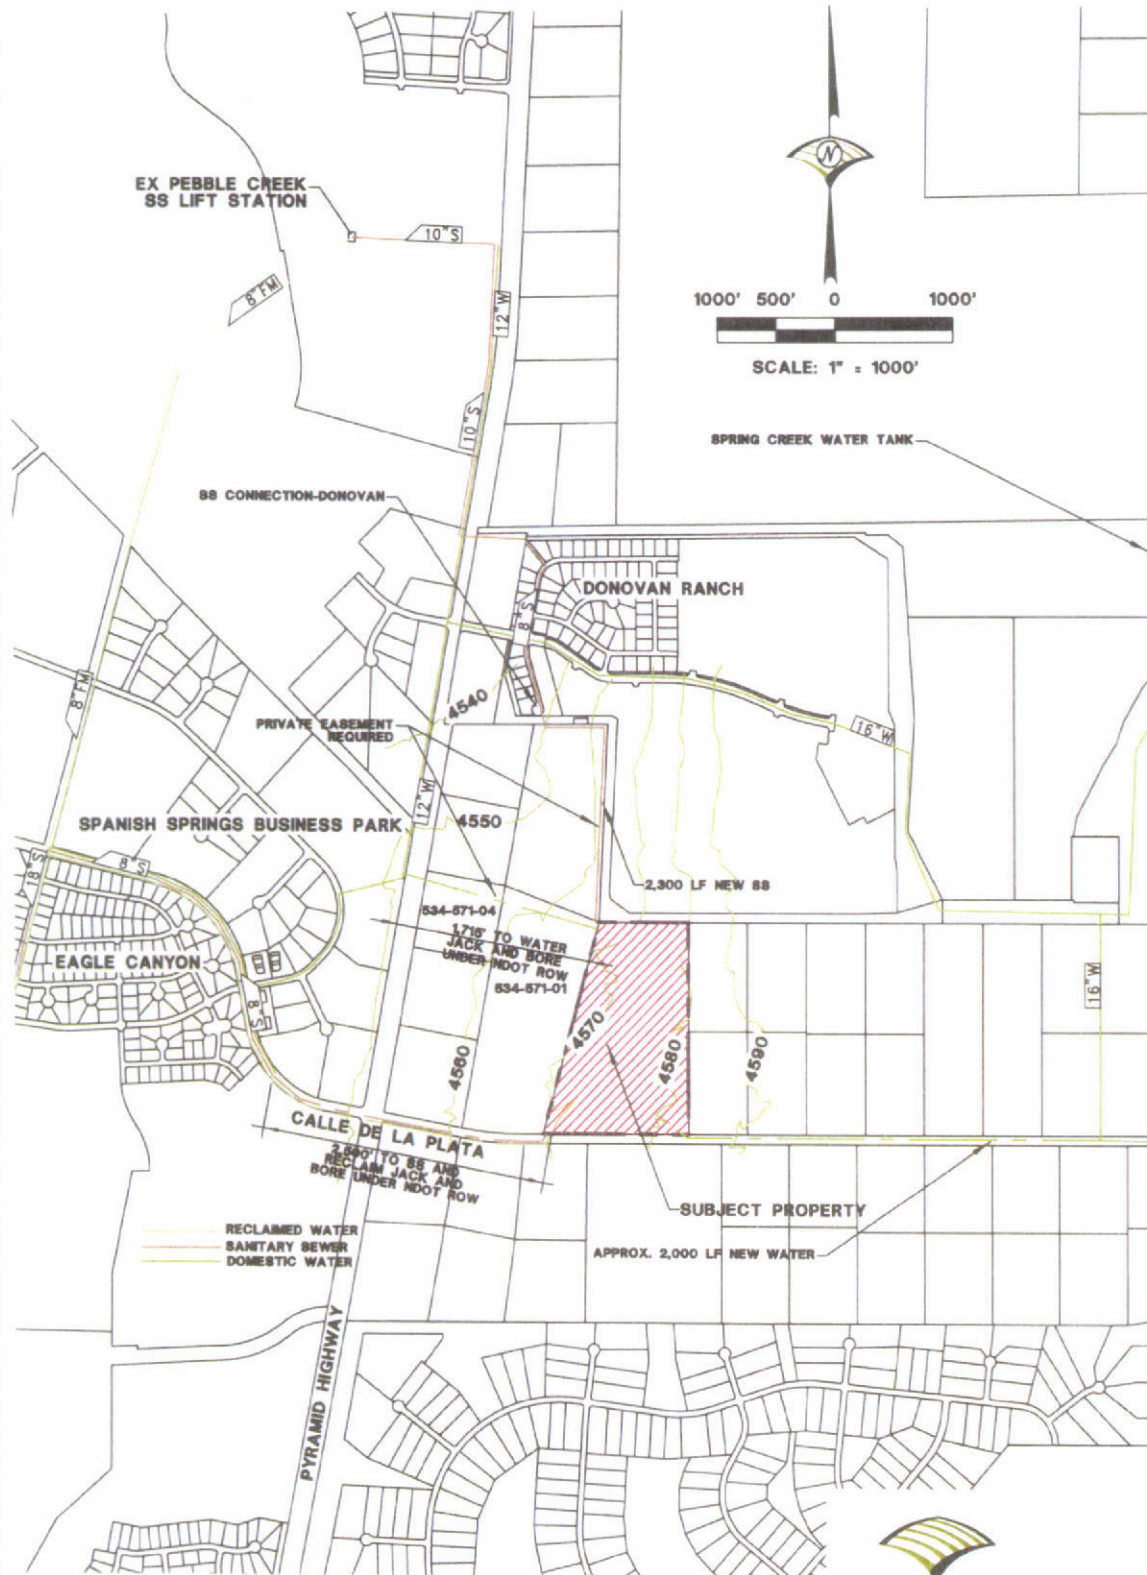 EX PEBBLE CREEK
SS LIFT STATION
10"S
8"FM
12"W
N
1000' 500' 0 1000'
SCALE: 1" = 1000'
10"S
SPRING CREEK WATER TANK
SS CONNECTION-DONOVAN
DONOVAN RANCH
8"S
8"FM
4540
PRIVATE EASEMENT
REQUIRED
16"W
12"W
SPANISH SPRINGS BUSINESS PARK
4550
18"S
8"S
2,300 LF NEW SS
534-571-04
1,715' TO WATER
JACK AND BORE
UNDER NDOT ROW
534-571-01
EAGLE CANYON
16"W
8"S
4560
4570
4580
4590
CALLE DE LA PLATA
TO SS AND
RECLAIM JACK AND
BORE UNDER NDOT ROW
SUBJECT PROPERTY
RECLAIMED WATER
SANITARY SEWER
DOMESTIC WATER
APPROX. 2,000 LF NEW WATER
PYRAMID HIGHWAY